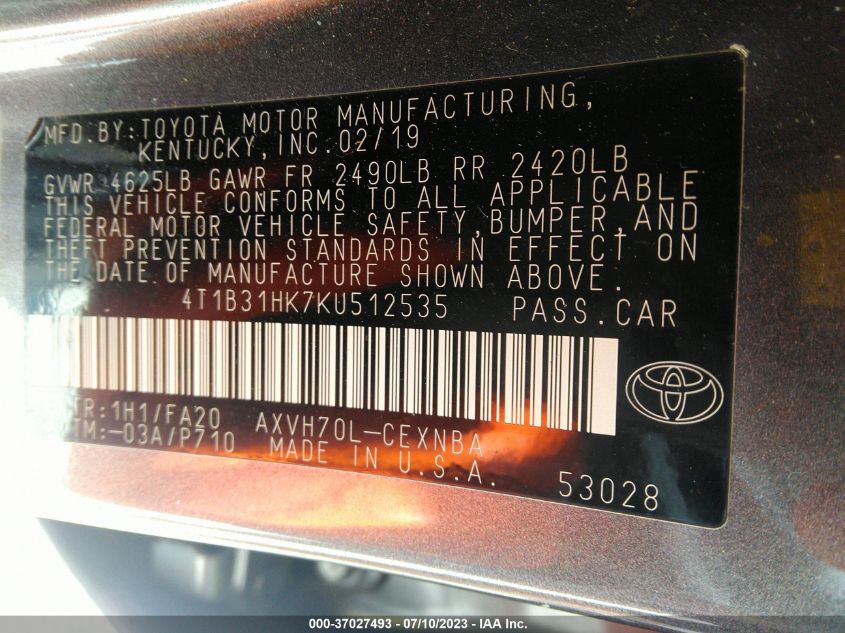 MFD.BY:TOYOTA MOTOR MANUFACTURING,
KENTUCKY,INC.02/19
GVWR 4625LB GAWR FR 2490LB RR 2420LB
THIS VEHICLE CONFORMS TO ALL APPLICABLE
FEDERAL MOTOR VEHICLE SAFETY,BUMPER,AND
THEFT PREVENTION STANDARDS IN EFFECT ON
THE DATE OF MANUFACTURE SHOWN ABOVE.
4T1B31HK7KU512535 PASS.CAR
TR:1H1/FA20 AXVH70L-CEXNBA
TM:-03A/P710 MADE IN U.S.A.
53028
000-37027493 - 07/10/2023 - IAA Inc.